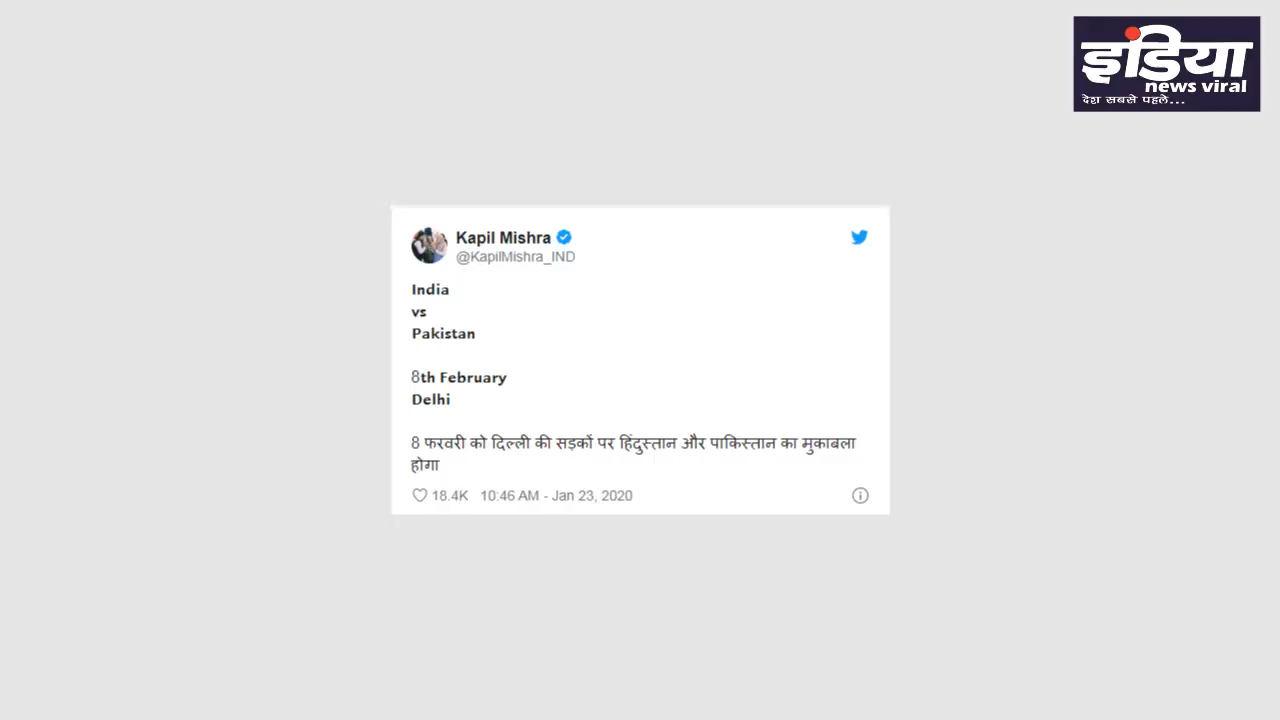 इंडिया
news viral
देश सबसे पहले...
Kapil Mishra
@KapilMishra_IND
India
vs
Pakistan
8th February
Delhi
8 फरवरी को दिल्ली की सड़कों पर हिंदुस्तान और पाकिस्तान का मुकाबला
होगा
18.4K 10:46 AM - Jan 23, 2020